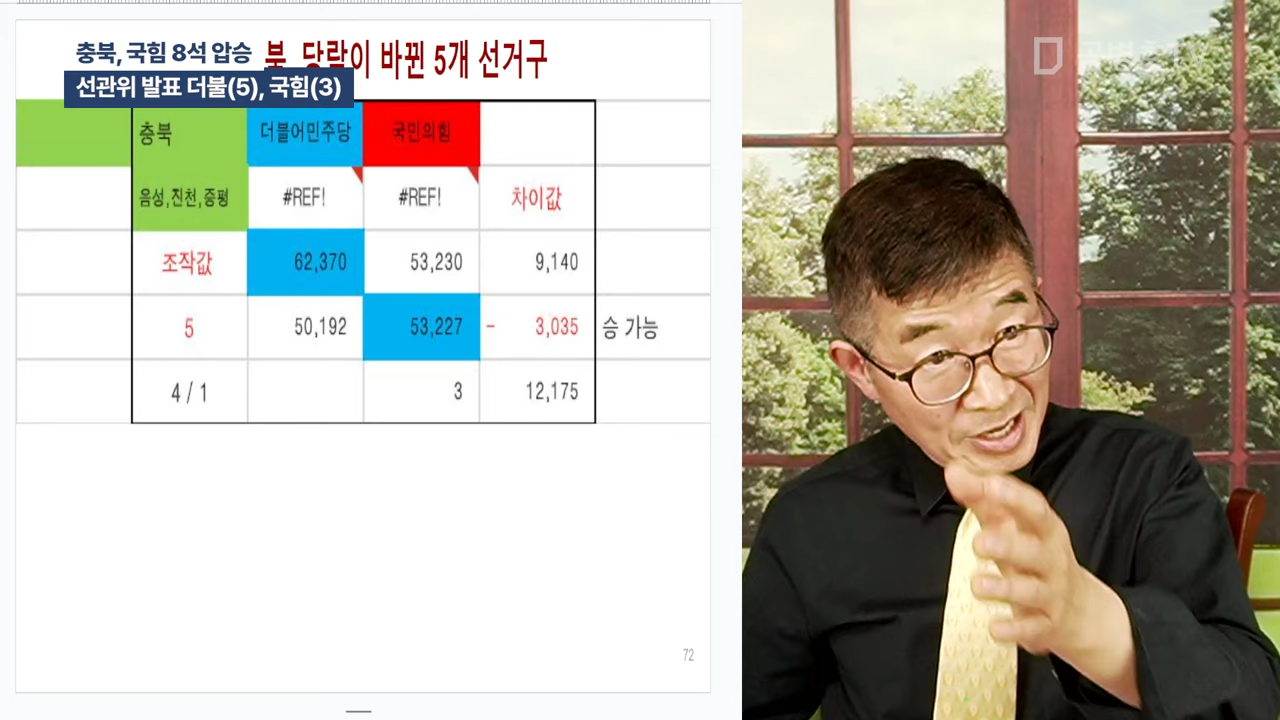 충북, 국힘 8석 압승
선관위 발표 더불(5), 국힘(3)
북 당락이 바뀐 5개 선거구
충북 더불어민주당 국민의힘
음성,진천,증평 #REF! #REF! 차이값
조작값 62,370 53,230 9,140
5 50,192 53,227 - 3,035 승 가능
4 / 1 3 12,175
72